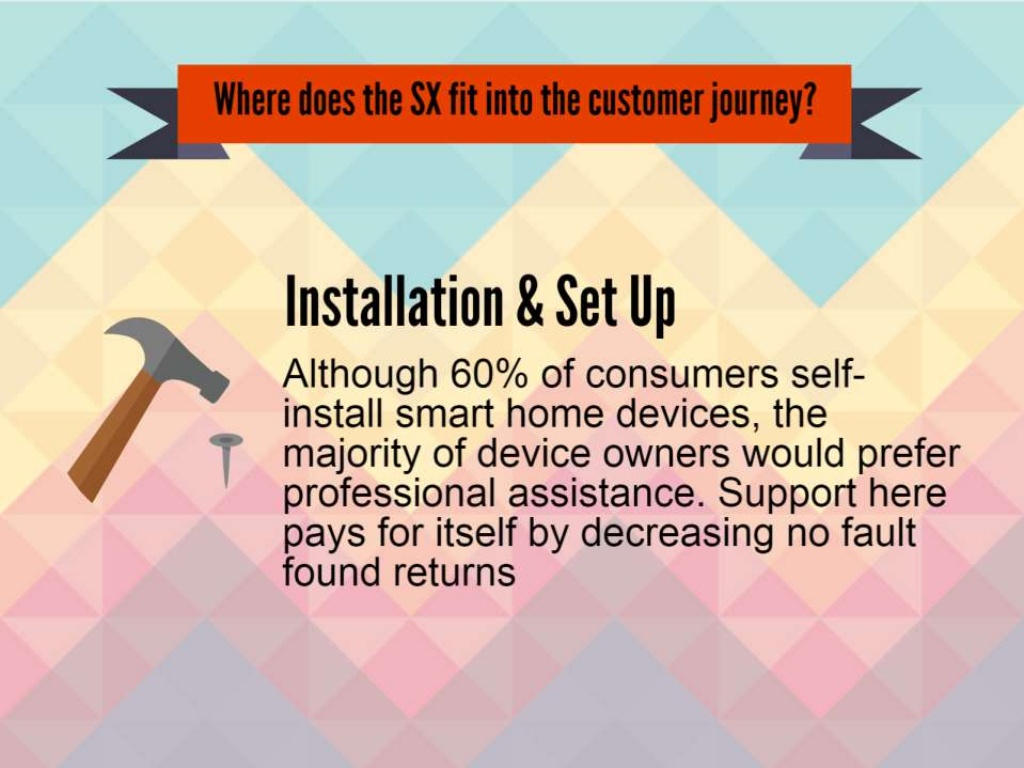 Where does the SX fit into the customer journey?
Installation & Set Up
Although 60% of consumers self-
install smart home devices, the
majority of device owners would prefer
professional assistance. Support here
pays for itself by decreasing no fault
found returns